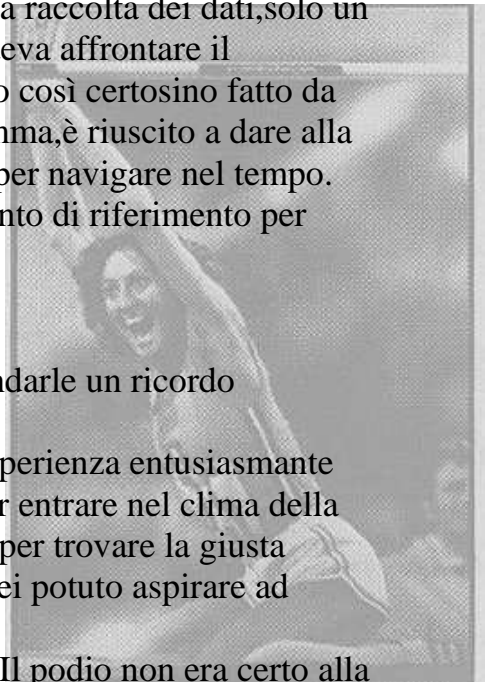 a raccolta dei dati,solo un
eva affrontare il
o così certosino fatto da
mma,è riuscito a dare alla
per navigare nel tempo.
nto di riferimento per
ndarle un ricordo
perienza entusiasmante
r entrare nel clima della
per trovare la giusta
ei potuto aspirare ad
Il podio non era certo alla